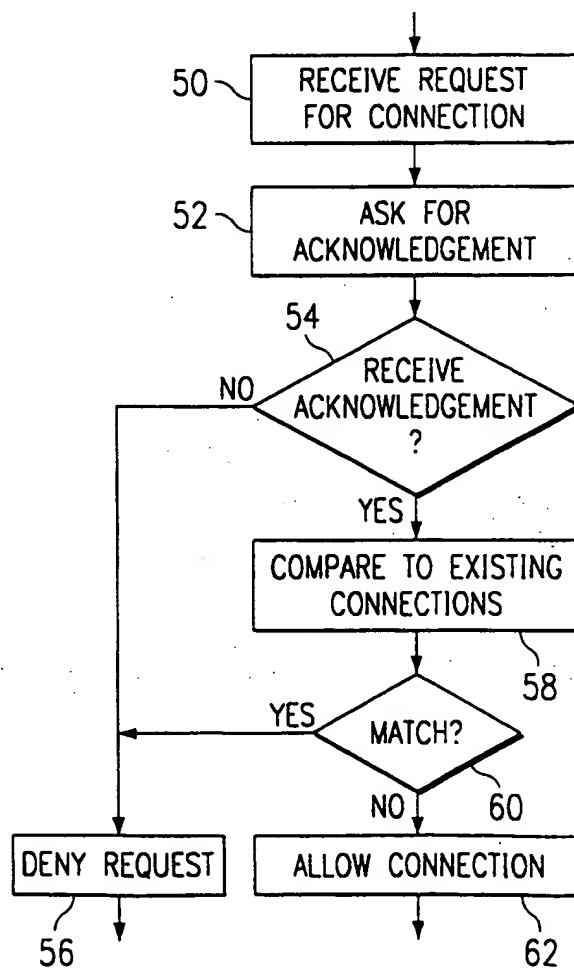 50
RECEIVE REQUEST
FOR CONNECTION
52
ASK FOR
ACKNOWLEDGEMENT
54
RECEIVE
ACKNOWLEDGEMENT
?
NO
YES
COMPARE TO EXISTING
CONNECTIONS
58
YES
MATCH?
60
NO
DENY REQUEST
ALLOW CONNECTION
56
62